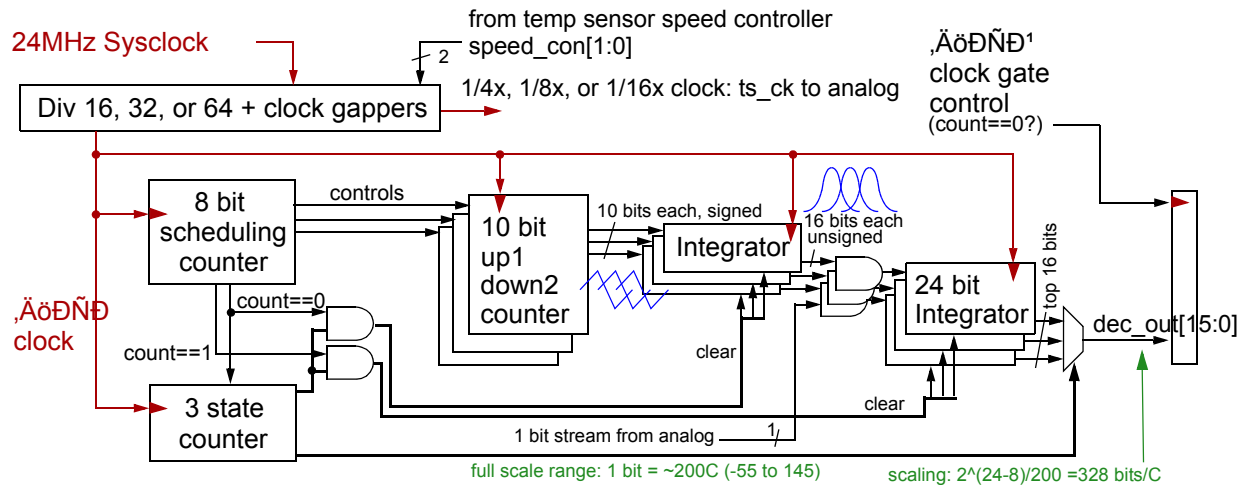 from temp sensor speed controller
speed_con[1:0]
24MHz Sysclock
2
‚ÄöÐÑÐ¹
clock gate
control
(count==0?)
1/4x, 1/8x, or 1/16x clock: ts_ck to analog
Div 16, 32, or 64 + clock gappers
8 bit
scheduling
counter
controls
10 bit
up1
down2
counter
10 bits each, signed
Integrator
16 bits each
unsigned
24 bit
Integrator
top 16 bits
dec_out[15:0]
‚ÄöÐÑÐ
clock
count==0
count==1
clear
3 state
counter
clear
1 bit stream from analog
1
full scale range: 1 bit = ~200C (-55 to 145)
scaling: 2^(24-8)/200 =328 bits/C